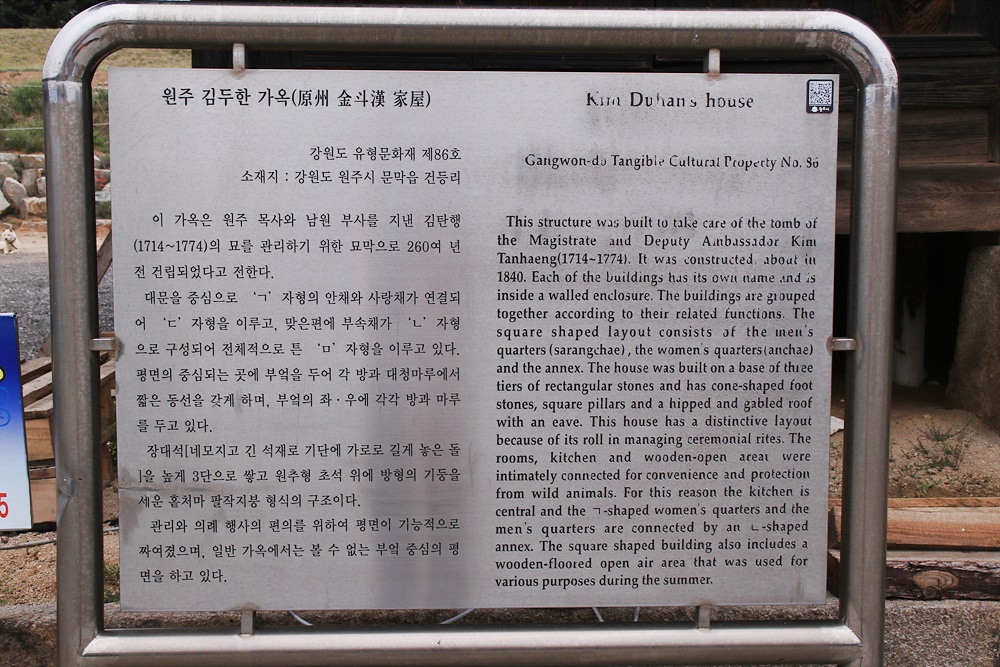 원주 김두한 가옥(原州 金斗漢 家屋)
강원도 유형문화재 제86호
소재지 : 강원도 원주시 문막읍 건등리
이 가옥은 원주 목사와 남원 부사를 지낸 김탄행
(1714~1774)의 묘를 관리하기 위한 묘막으로 260여 년
전 건립되었다고 전한다.
대문을 중심으로 ‘ㄱ’ 자형의 안채와 사랑채가 연결되
어 ‘ㄷ’ 자형을 이루고, 맞은편에 부속채가 ‘ㄴ’ 자형
으로 구성되어 전체적으로 튼 ‘ㅁ’ 자형을 이루고 있다.
평면의 중심되는 곳에 부엌을 두어 각 방과 대청마루에서
짧은 동선을 갖게 하며, 부엌의 좌·우에 각각 방과 마루
를 두고 있다.
장대석[네모지고 긴 석재로 기단에 가로로 길게 놓은 돌
]을 높게 3단으로 쌓고 원추형 초석 위에 방형의 기둥을
세운 홑처마 팔작지붕 형식의 구조이다.
관리와 의례 행사의 편의를 위하여 평면이 기능적으로
짜여졌으며, 일반 가옥에서는 볼 수 없는 부엌 중심의 평
면을 하고 있다.
Kim Duhan's house
Gangwon-do Tangible Cultural Property No. 86
This structure was built to take care of the tomb of
the Magistrate and Deputy Ambassador Kim
Tanhaeng(1714~1774). It was constructed about in
1840. Each of the buildings has its own name and is
inside a walled enclosure. The buildings are grouped
together according to their related functions. The
square shaped layout consists of the men's
quarters(sarangchae), the women's quarters(anchae)
and the annex. The house was built on a base of three
tiers of rectangular stones and has cone-shaped foot
stones, square pillars and a hipped and gabled roof
with an eave. This house has a distinctive layout
because of its roll in managing ceremonial rites. The
rooms, kitchen and wooden-open areas were
intimately connected for convenience and protection
from wild animals. For this reason the kitchen is
central and the ㄱ-shaped women's quarters and the
men's quarters are connected by an ㄴ-shaped
annex. The square shaped building also includes a
wooden-floored open air area that was used for
various purposes during the summer.
5